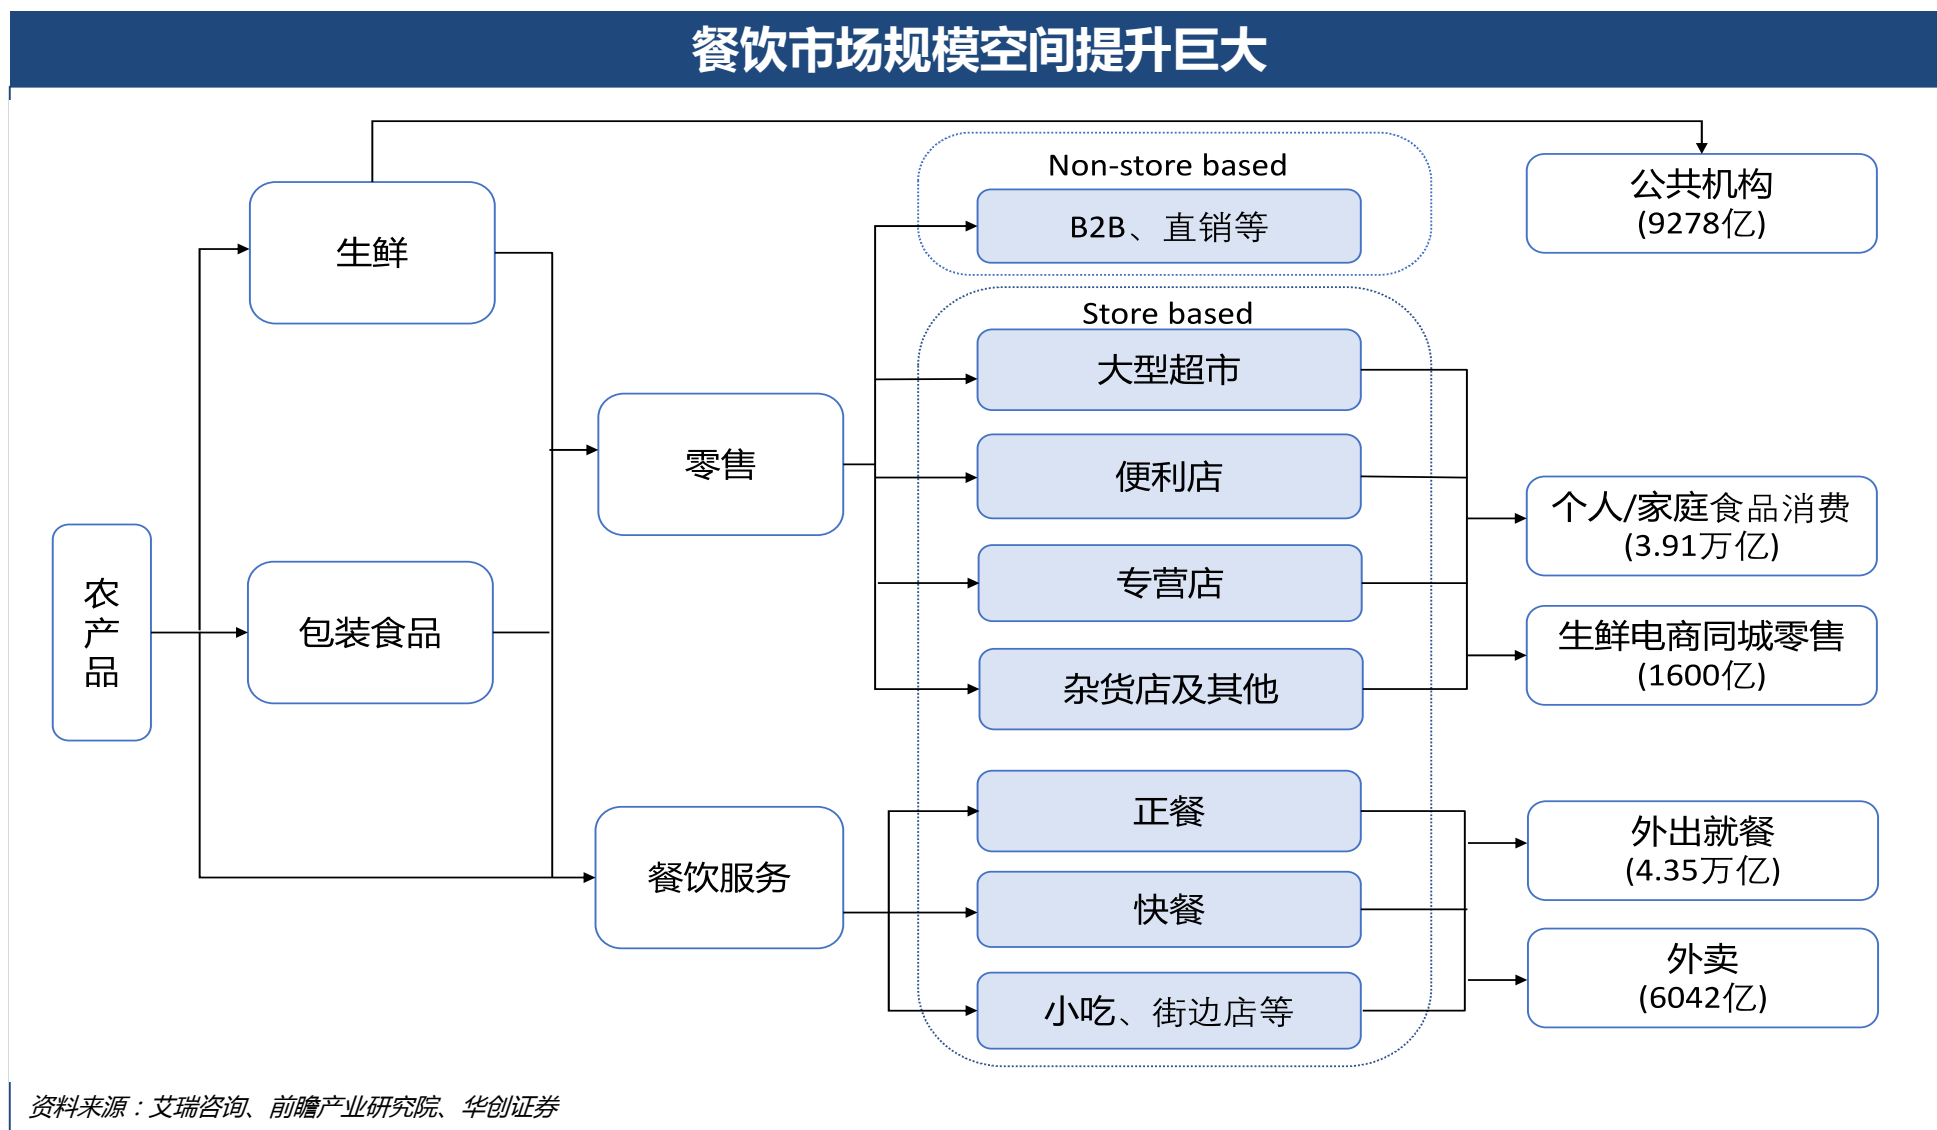 餐饮市场规模空间提升巨大
农
产
品
生鲜
包装食品
零售
餐饮服务
Non-store based
B2B、直销等
Store based
大型超市
便利店
专营店
杂货店及其他
正餐
快餐
小吃、街边店等
公共机构
(9278亿)
个人/家庭食品消费
(3.91万亿)
生鲜电商同城零售
(1600亿)
外出就餐
(4.35万亿)
外卖
(6042亿)
资料来源：艾瑞咨询、前瞻产业研究院、华创证券